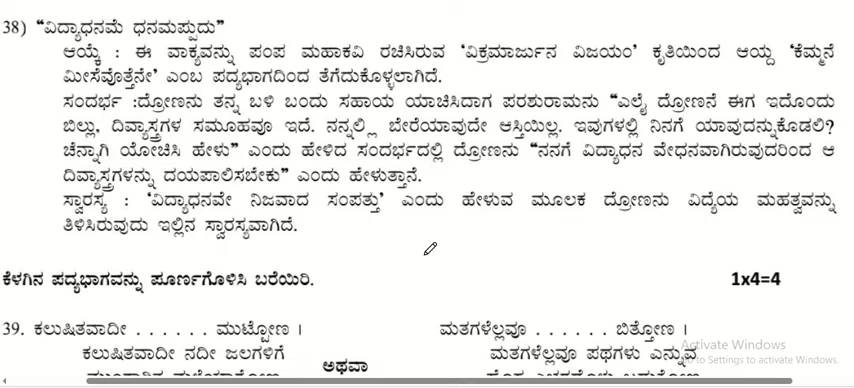 38) “ವಿದ್ಯಾಧನಮೆ ಧನಮಪ್ಪುದು”
ಆಯ್ಕೆ : ಈ ವಾಕ್ಯವನ್ನು ಪಂಪ ಮಹಾಕವಿ ರಚಿಸಿರುವ ‘ವಿಕ್ರಮಾರ್ಜುನ ವಿಜಯಂ’ ಕೃತಿಯಿಂದ ಆಯ್ದ ‘ಕೆಮ್ಮನೆ
ಮೀಸೆವೊತ್ತೆನೇ’ ಎಂಬ ಪದ್ಯಭಾಗದಿಂದ ತೆಗೆದುಕೊಳ್ಳಲಾಗಿದೆ.
ಸಂದರ್ಭ :ದ್ರೋಣನು ತನ್ನ ಬಳಿ ಬಂದು ಸಹಾಯ ಯಾಚಿಸಿದಾಗ ಪರಶುರಾಮನು “ಎಲೈ ದ್ರೋಣನೆ ಈಗ ಇದೊಂದು
ಬಿಲ್ಲು, ದಿವ್ಯಾಸ್ತ್ರಗಳ ಸಮೂಹವೂ ಇದೆ. ನನ್ನಲ್ಲಿ ಬೇರೆಯಾವುದೇ ಆಸ್ತಿಯಿಲ್ಲ. ಇವುಗಳಲ್ಲಿ ನಿನಗೆ ಯಾವುದನ್ನುಕೊಡಲಿ?
ಚೆನ್ನಾಗಿ ಯೋಚಿಸಿ ಹೇಳು” ಎಂದು ಹೇಳಿದ ಸಂದರ್ಭದಲ್ಲಿ ದ್ರೋಣನು “ನನಗೆ ವಿದ್ಯಾಧನ ವೇಧನವಾಗಿರುವುದರಿಂದ ಆ
ದಿವ್ಯಾಸ್ತ್ರಗಳನ್ನು ದಯಪಾಲಿಸಬೇಕು” ಎಂದು ಹೇಳುತ್ತಾನೆ.
ಸ್ವಾರಸ್ಯ : ‘ವಿದ್ಯಾಧನವೇ ನಿಜವಾದ ಸಂಪತ್ತು’ ಎಂದು ಹೇಳುವ ಮೂಲಕ ದ್ರೋಣನು ವಿದ್ಯೆಯ ಮಹತ್ವವನ್ನು
ತಿಳಿಸಿರುವುದು ಇಲ್ಲಿನ ಸ್ವಾರಸ್ಯವಾಗಿದೆ.
ಕೆಳಗಿನ ಪದ್ಯಭಾಗವನ್ನು ಪೂರ್ಣಗೊಳಿಸಿ ಬರೆಯಿರಿ. 1x4=4
39. ಕಲುಷಿತವಾದೀ . . . . . . ಮುಟ್ಟೋಣ । ಮತಗಳೆಲ್ಲವೂ . . . . . . ಬಿತ್ತೋಣ ।
ಕಲುಷಿತವಾದೀ ನದೀ ಜಲಗಳಿಗೆ ಮತಗಳೆಲ್ಲವೂ ಪಥಗಳು ಎನ್ನುವ
ಅಥವಾ
Activate Windows
Go to Settings to activate Windows.